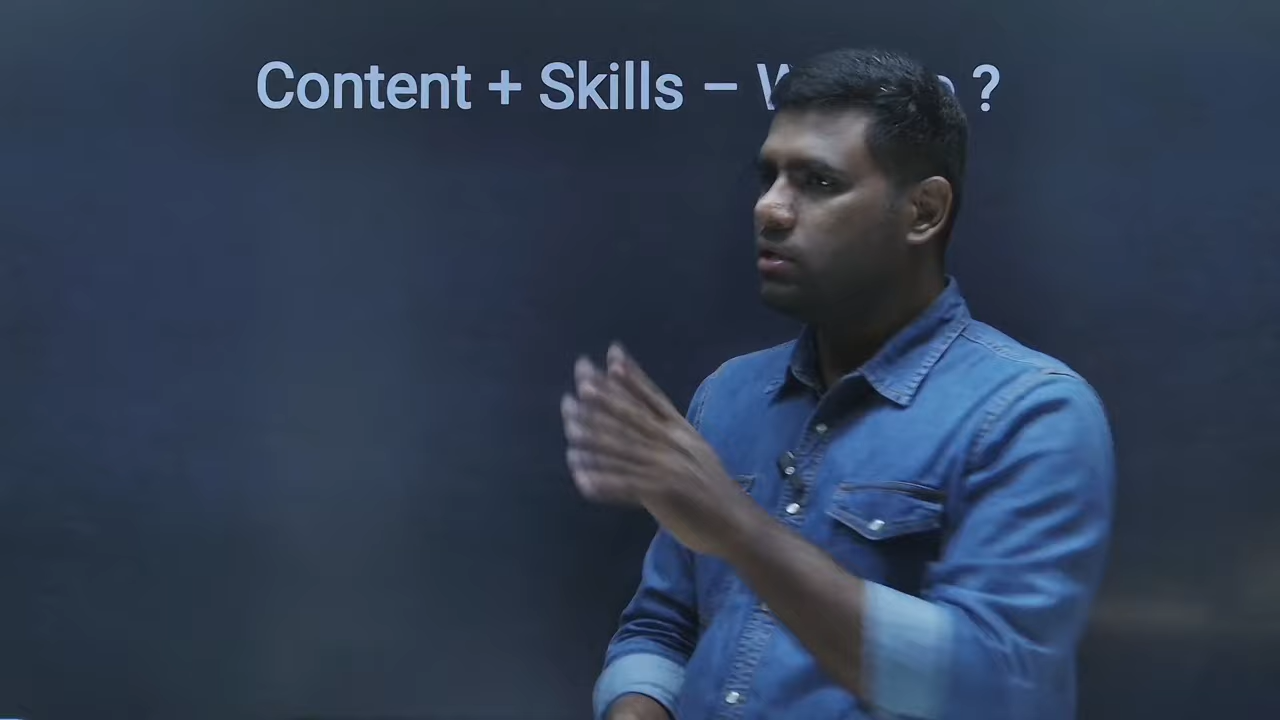 Content + Skills – ?